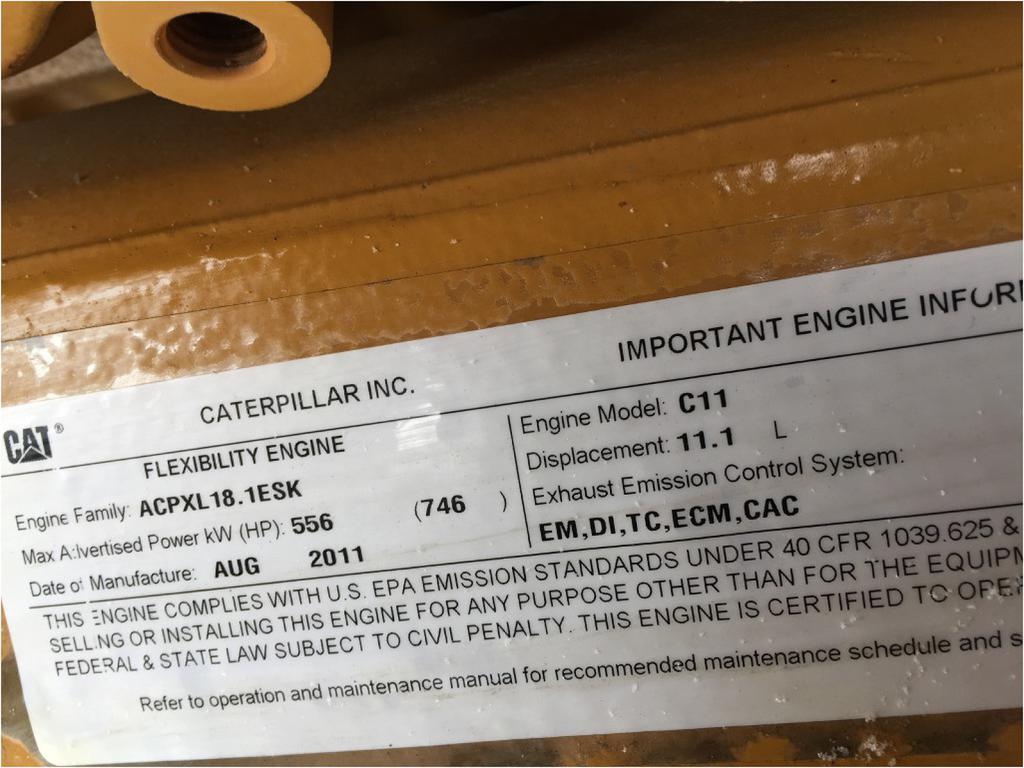 CATERPILLAR INC. IMPORTANT ENGINE INFOR
CAT®
FLEXIBILITY ENGINE
Engine Family: ACPXL18.1ESK
Max Advertised Power kW (HP): 556 (746 )
Date of Manufacture: AUG 2011
Engine Model: C11
Displacement: 11.1 L
Exhaust Emission Control System:
EM,DI,TC,ECM,CAC
THIS ENGINE COMPLIES WITH U.S. EPA EMISSION STANDARDS UNDER 40 CFR 1039.625 &
SELLING OR INSTALLING THIS ENGINE FOR ANY PURPOSE OTHER THAN FOR THE EQUIPM
FEDERAL & STATE LAW SUBJECT TO CIVIL PENALTY. THIS ENGINE IS CERTIFIED TO OPER
Refer to operation and maintenance manual for recommended maintenance schedule and s